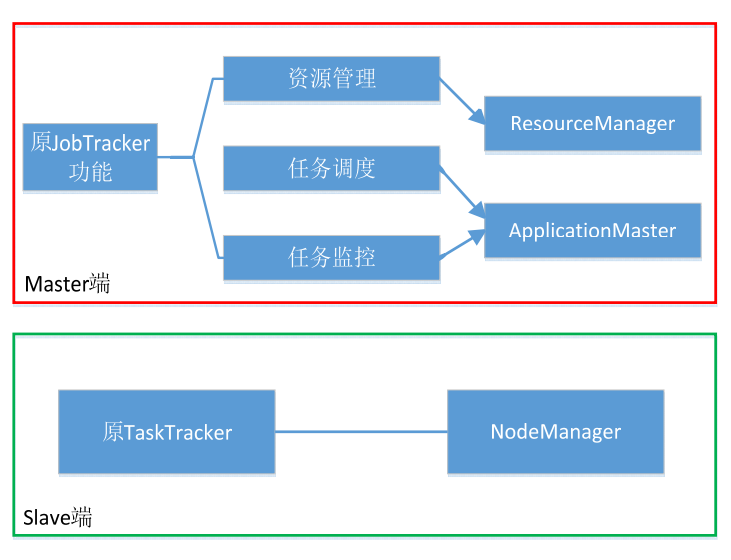 资源管理
ResourceManager
原JobTracker
功能
任务调度
ApplicationMaster
任务监控
Master端
原TaskTracker
NodeManager
Slave端